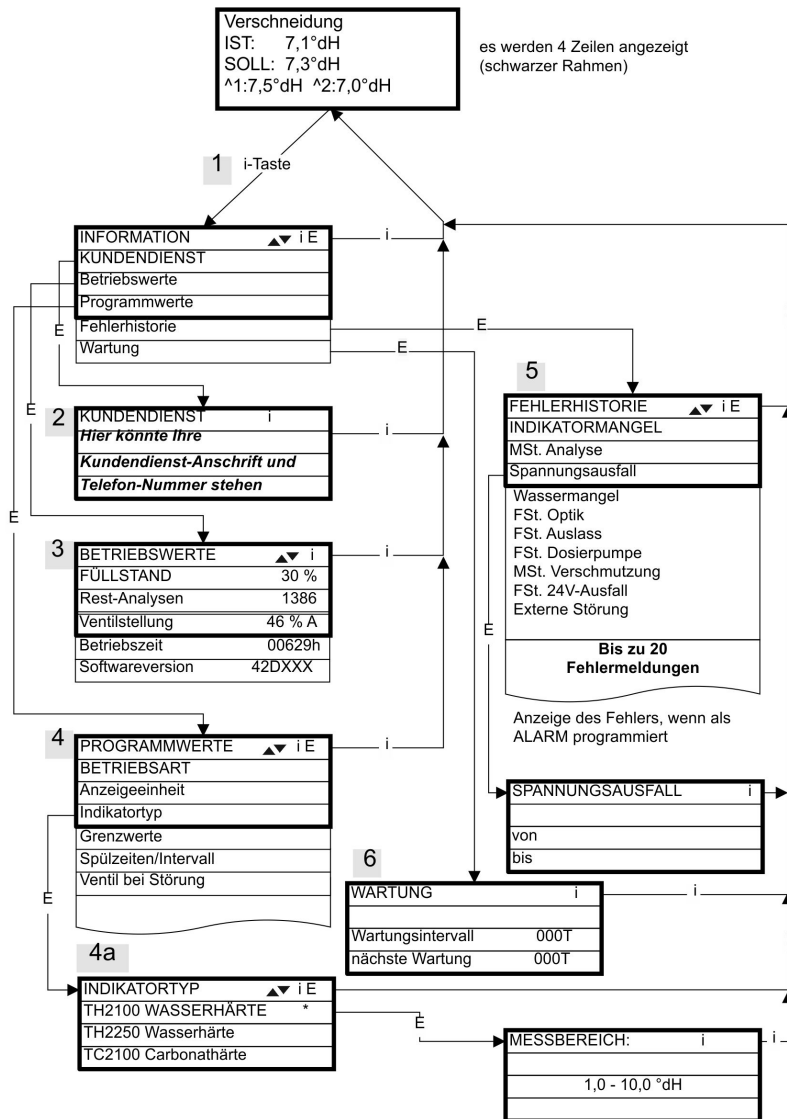 Verschneidung
IST: 7,1°dH
SOLL: 7,3°dH
^1:7,5°dH ^2:7,0°dH
es werden 4 Zeilen angezeigt
(schwarzer Rahmen)
1 i-Taste
INFORMATION ▲▼ i E
KUNDENDIENST
Betriebswerte
Programmwerte
Fehlerhistorie
Wartung
i
E
E
E
E
E
2
KUNDENDIENST i
Hier könnte Ihre
Kundendienst-Anschrift und
Telefon-Nummer stehen
i
3
BETRIEBSWERTE ▲▼ i
FÜLLSTAND 30 %
Rest-Analysen 1386
Ventilstellung 46 % A
Betriebszeit 00629h
Softwareversion 42DXXX
i
4
PROGRAMMWERTE ▲▼ i E
BETRIEBSART
Anzeigeeinheit
Indikatortyp
Grenzwerte
Spülzeiten/Intervall
Ventil bei Störung
i
E
4a
INDIKATORTYP ▲▼ i E
TH2100 WASSERHÄRTE *
TH2250 Wasserhärte
TC2100 Carbonathärte
E
5
FEHLERHISTORIE ▲▼ i E
INDIKATORMANGEL
MSt. Analyse
Spannungsausfall
Wassermangel
FSt. Optik
FSt. Auslass
FSt. Dosierpumpe
MSt. Verschmutzung
FSt. 24V-Ausfall
Externe Störung
Bis zu 20
Fehlermeldungen
Anzeige des Fehlers, wenn als
ALARM programmiert
E
SPANNUNGSAUSFALL i
von
bis
6
WARTUNG i
Wartungsintervall 000T
nächste Wartung 000T
i
MESSBEREICH: i
1,0 - 10,0 °dH
i